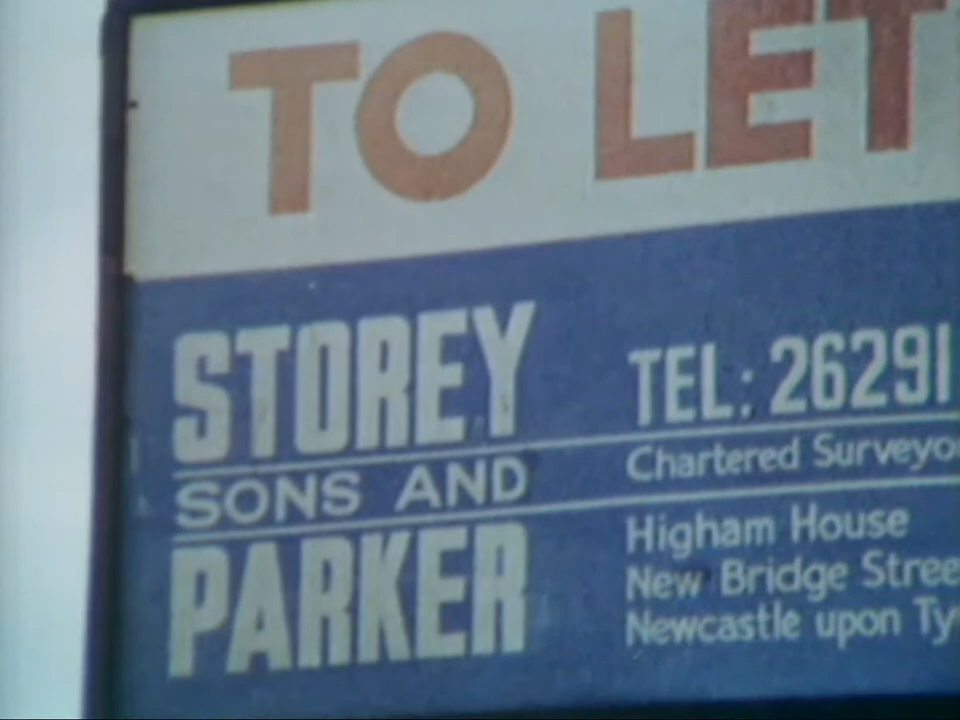 TO LET
STOREY
SONS AND
PARKER
TEL: 26291
Chartered Surveyo
Higham House
New Bridge Stree
Newcastle upon Ty